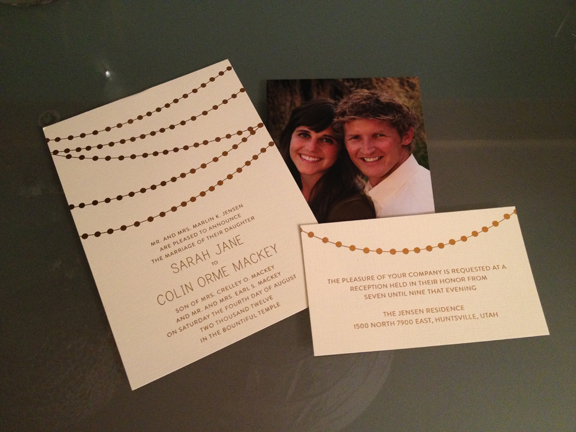 MR. AND MRS. MARLIN K. JENSEN
ARE PLEASED TO ANNOUNCE
THE MARRIAGE OF THEIR DAUGHTER
SARAH JANE
TO
COLIN ORME MACKEY
SON OF MRS. CRELLEY O. MACKEY
AND MR. AND MRS. EARL S. MACKEY
ON SATURDAY THE FOURTH DAY OF AUGUST
TWO THOUSAND TWELVE
IN THE BOUNTIFUL TEMPLE
THE PLEASURE OF YOUR COMPANY IS REQUESTED AT A
RECEPTION HELD IN THEIR HONOR FROM
SEVEN UNTIL NINE THAT EVENING
THE JENSEN RESIDENCE
1500 NORTH 7900 EAST, HUNTSVILLE, UTAH